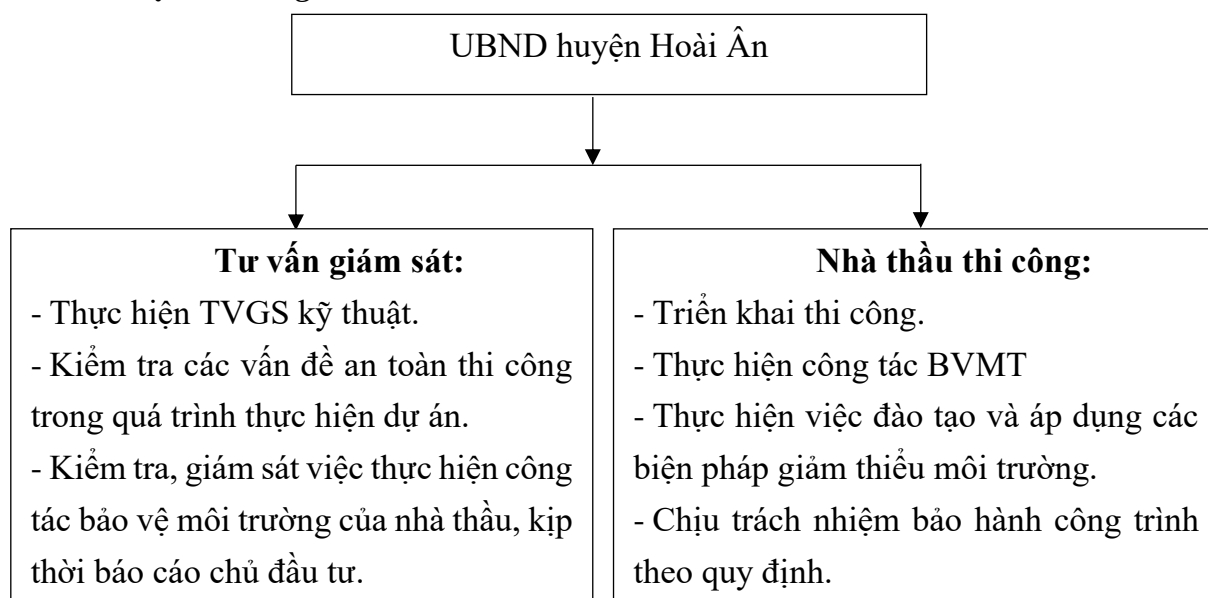 UBND huyện Hoài Ân
Tư vấn giám sát:
- Thực hiện TVGS kỹ thuật.
- Kiểm tra các vấn đề an toàn thi công
trong quá trình thực hiện dự án.
- Kiểm tra, giám sát việc thực hiện công
tác bảo vệ môi trường của nhà thầu, kịp
thời báo cáo chủ đầu tư.
Nhà thầu thi công:
- Triển khai thi công.
- Thực hiện công tác BVMT
- Thực hiện việc đào tạo và áp dụng các
biện pháp giảm thiểu môi trường.
- Chịu trách nhiệm bảo hành công trình
theo quy định.